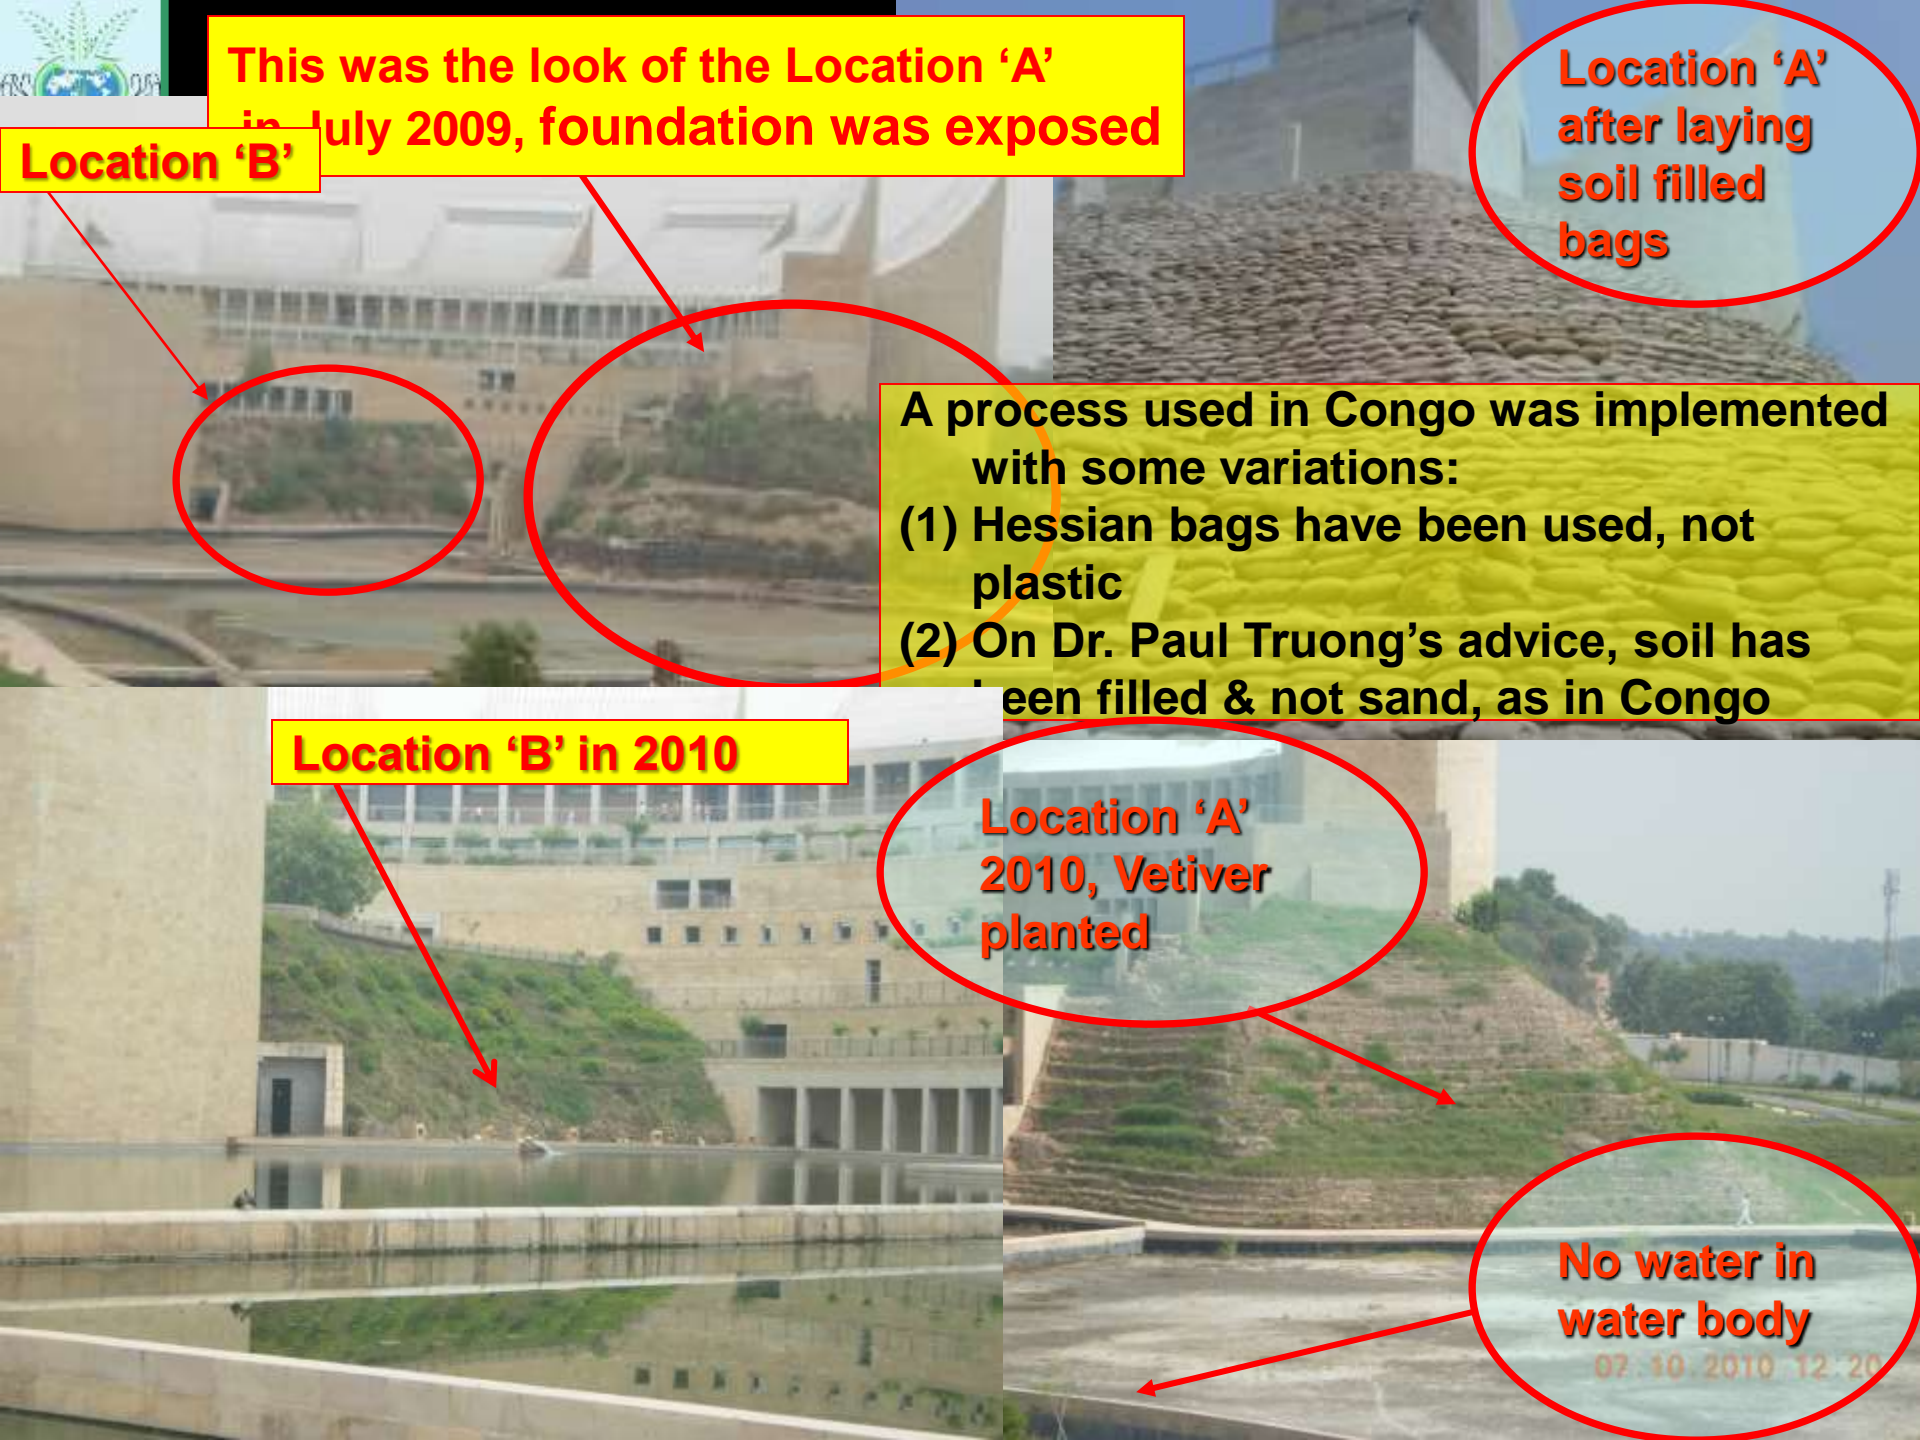 This was the look of the Location ‘A’
in July 2009, foundation was exposed
Location ‘B’
Location ‘A’
after laying
soil filled
bags
A process used in Congo was implemented
with some variations:
(1) Hessian bags have been used, not
plastic
(2) On Dr. Paul Truong’s advice, soil has
been filled & not sand, as in Congo
Location ‘B’ in 2010
Location ‘A’
2010, Vetiver
planted
No water in
water body
07.10.2010 12:20